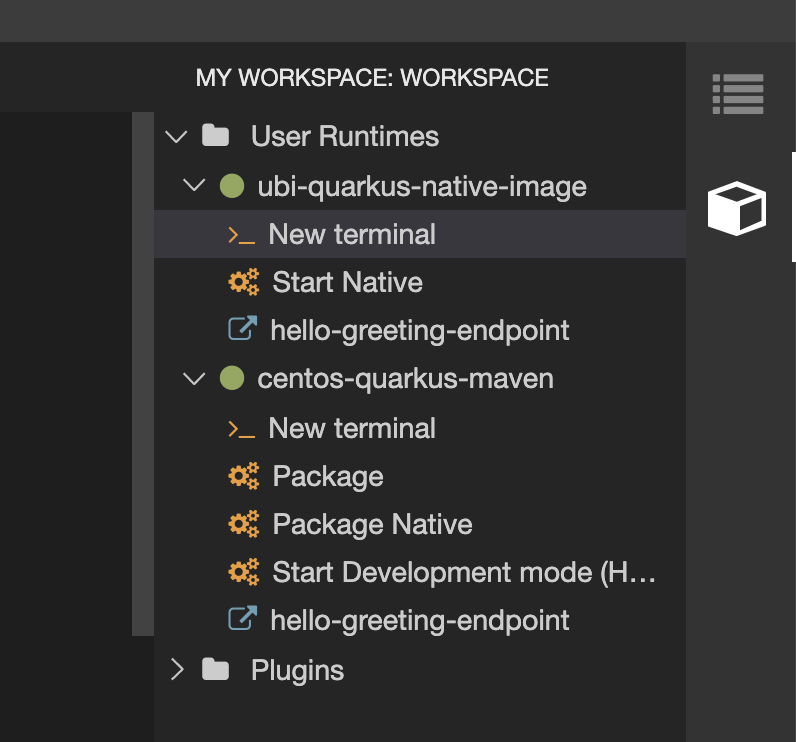 MY WORKSPACE: WORKSPACE
User Runtimes
ubi-quarkus-native-image
New terminal
Start Native
hello-greeting-endpoint
centos-quarkus-maven
New terminal
Package
Package Native
Start Development mode (H…
hello-greeting-endpoint
Plugins